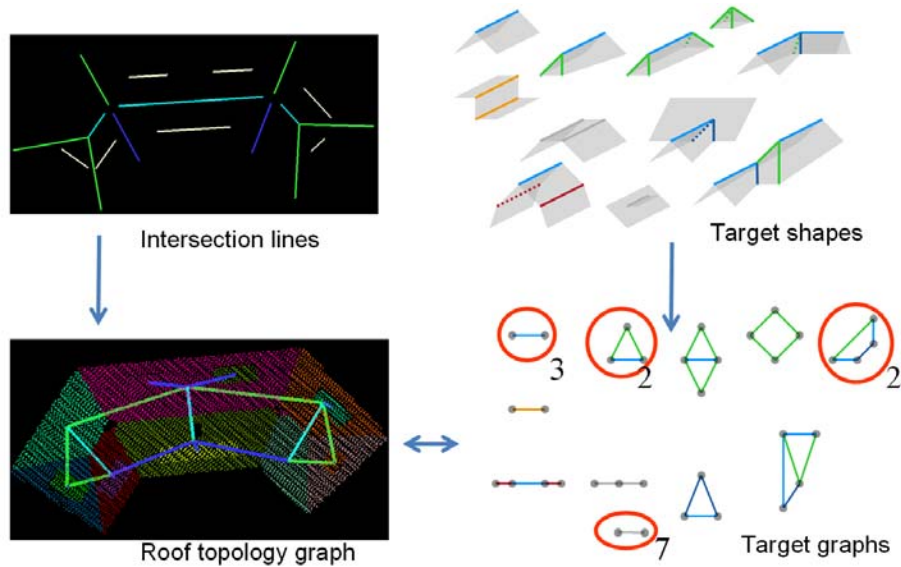 Intersection lines
Target shapes
3
2
2
7
Roof topology graph
Target graphs